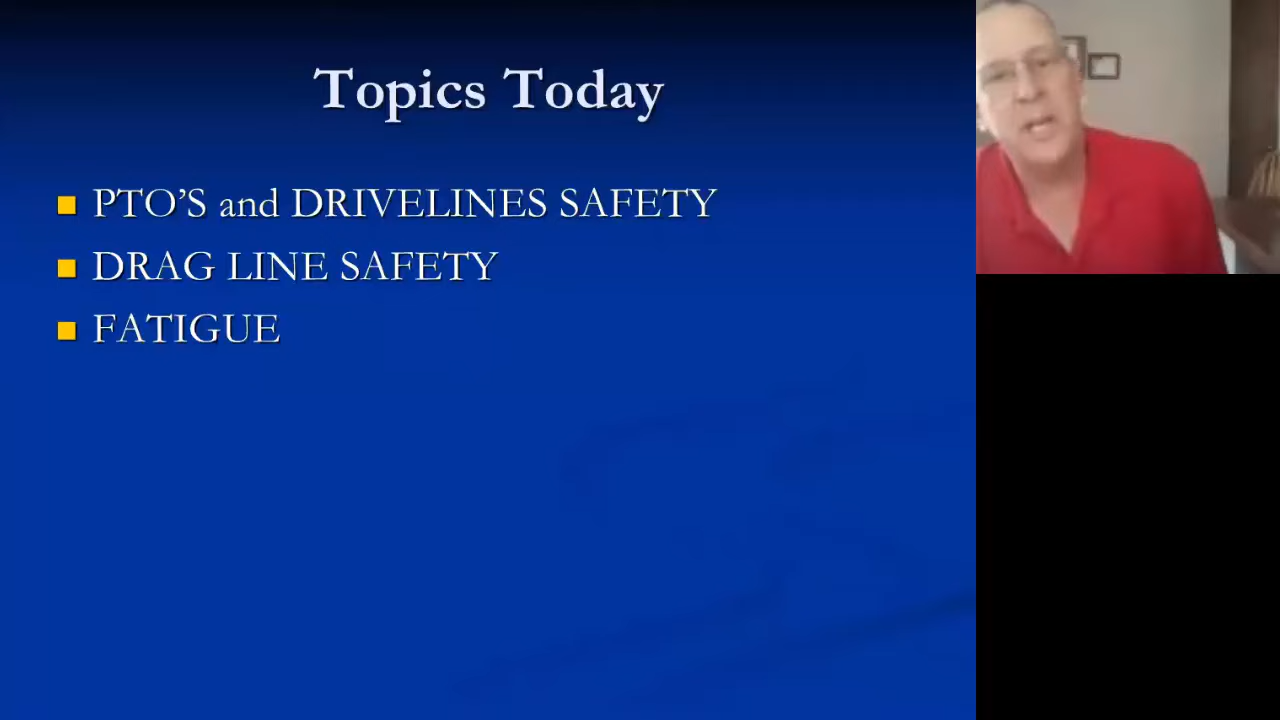 Topics Today
PTO’S and DRIVELINES SAFETY
DRAG LINE SAFETY
FATIGUE